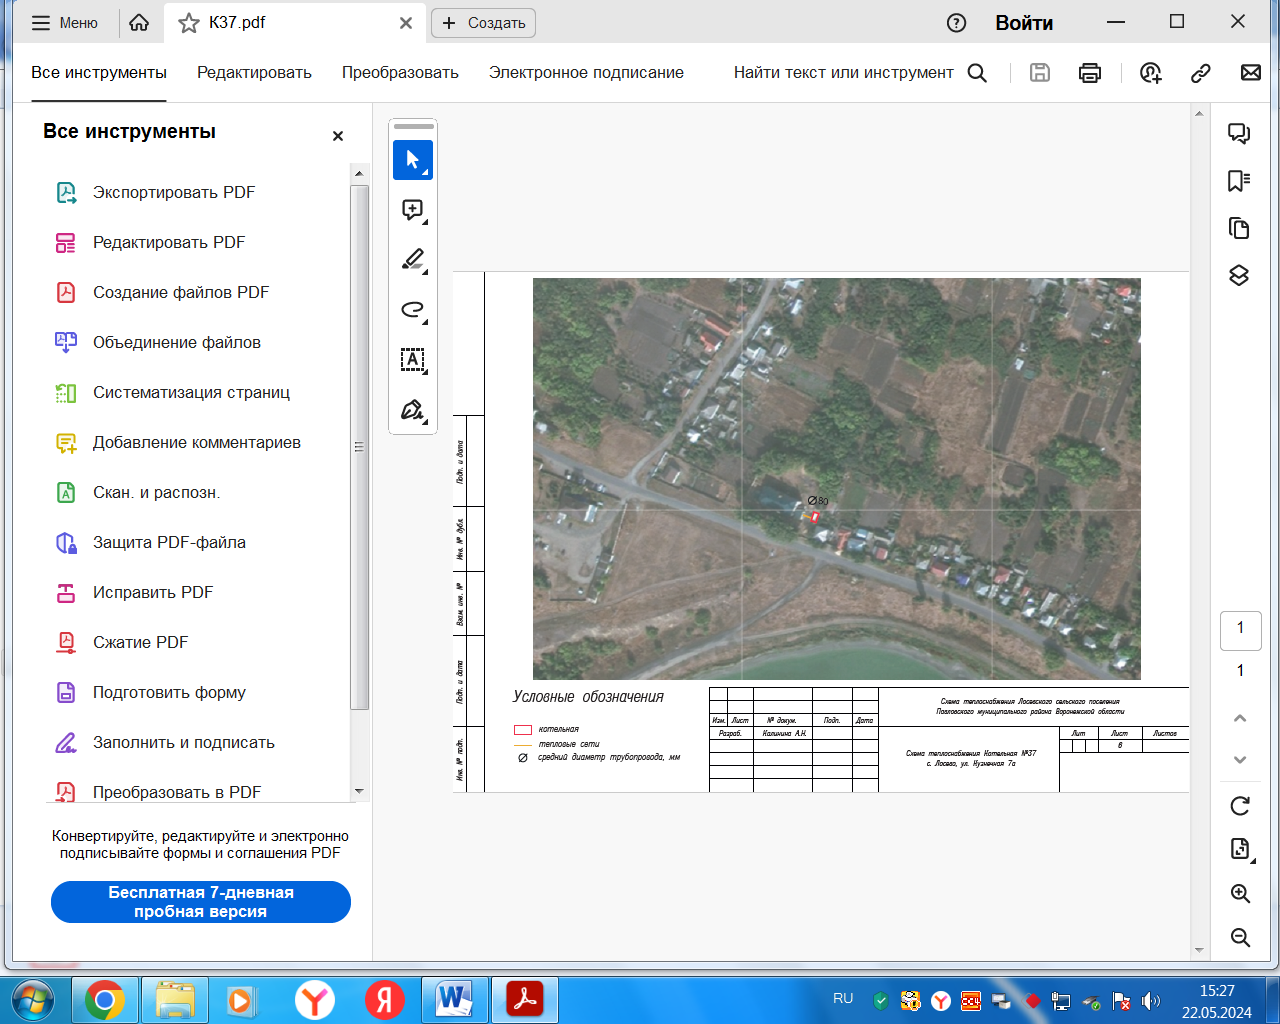 Меню
K37.pdf
Создать
Войти
Все инструменты
Редактировать
Преобразовать
Электронное подписание
Найти текст или инструмент
Все инструменты
Экспортировать PDF
Редактировать PDF
Создание файлов PDF
Объединение файлов
Систематизация страниц
Добавление комментариев
Скан. и распозн.
Защита PDF-файла
Исправить PDF
Сжатие PDF
Подготовить форму
Заполнить и подписать
Преобразовать в PDF
Конвертируйте, редактируйте и электронно
подписывайте формы и соглашения PDF
Бесплатная 7-дневная
пробная версия
Подп. и дата
Инв. № дубл.
Взам. инв. №
Подп. и дата
Инв. № подл.
Ø80
Условные обозначения
котельная
тепловые сети
Ø средний диаметр трубопровода, мм
Изм. Лист № докум. Подп. Дата
Разраб. Калинина А.Н.
Схема теплоснабжения Лосевского сельского поселения
Павловского муниципального района Воронежской области
Схема теплоснабжения Котельная №37
с. Лосево, ул. Кузнечная 7а
Лит Лист Листов
6
1
1
RU
15:27
22.05.2024